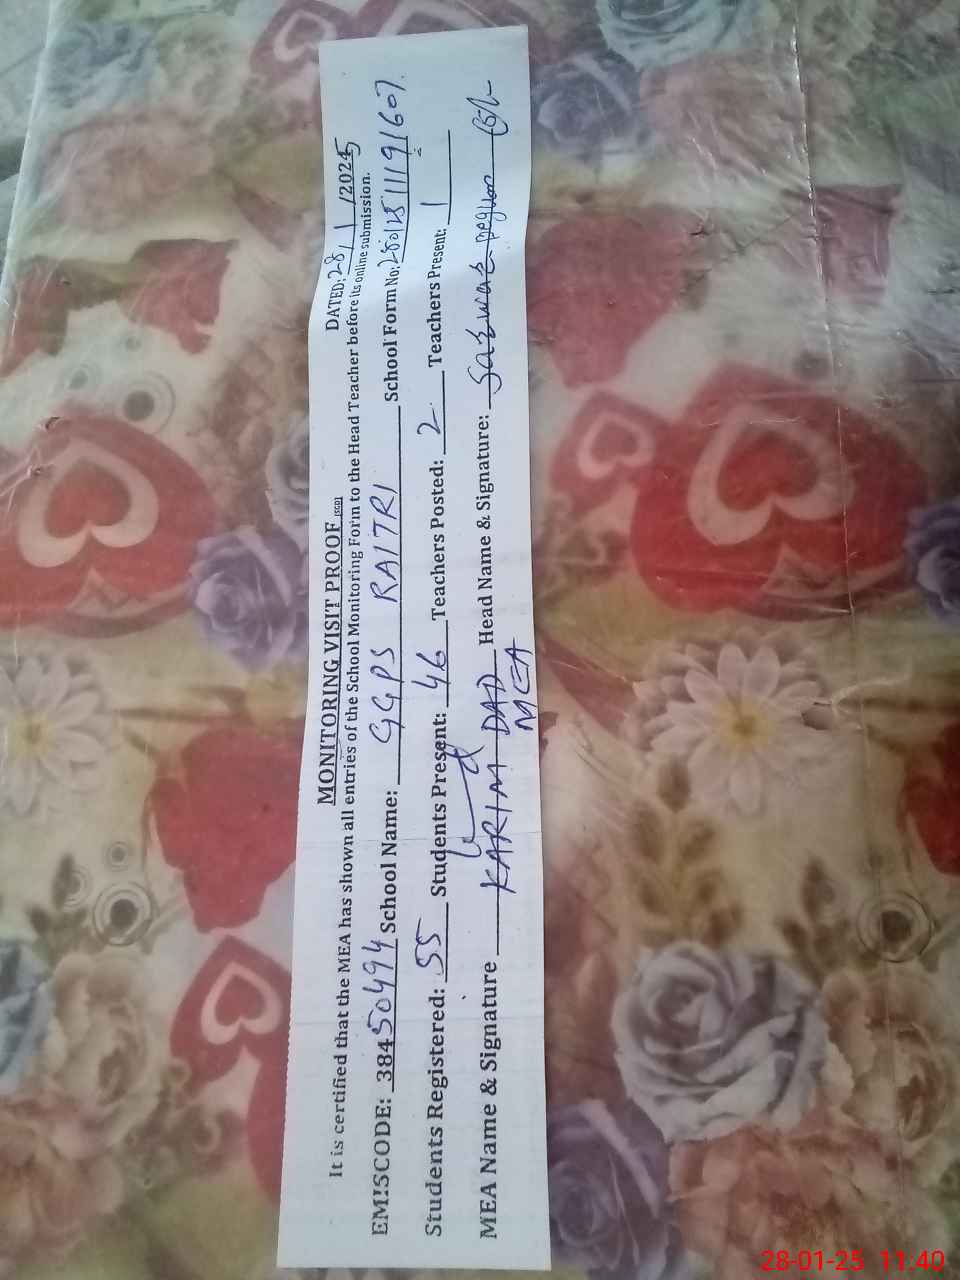 MONITORING VISIT PROOF [SCD]
DATED: 28/1/2025
It is certified that the MEA has shown all entries of the School Monitoring Form to the Head Teacher before its online submission.
EMISCODE: 38450494 School Name: GGPS RAITRI School Form No:
Students Registered: 55 Students Present: 46 Teachers Posted: 2 Teachers Present: 1
MEA Name & Signature KARIM DAD Head Name & Signature:
MEA
28-01-25 11:40